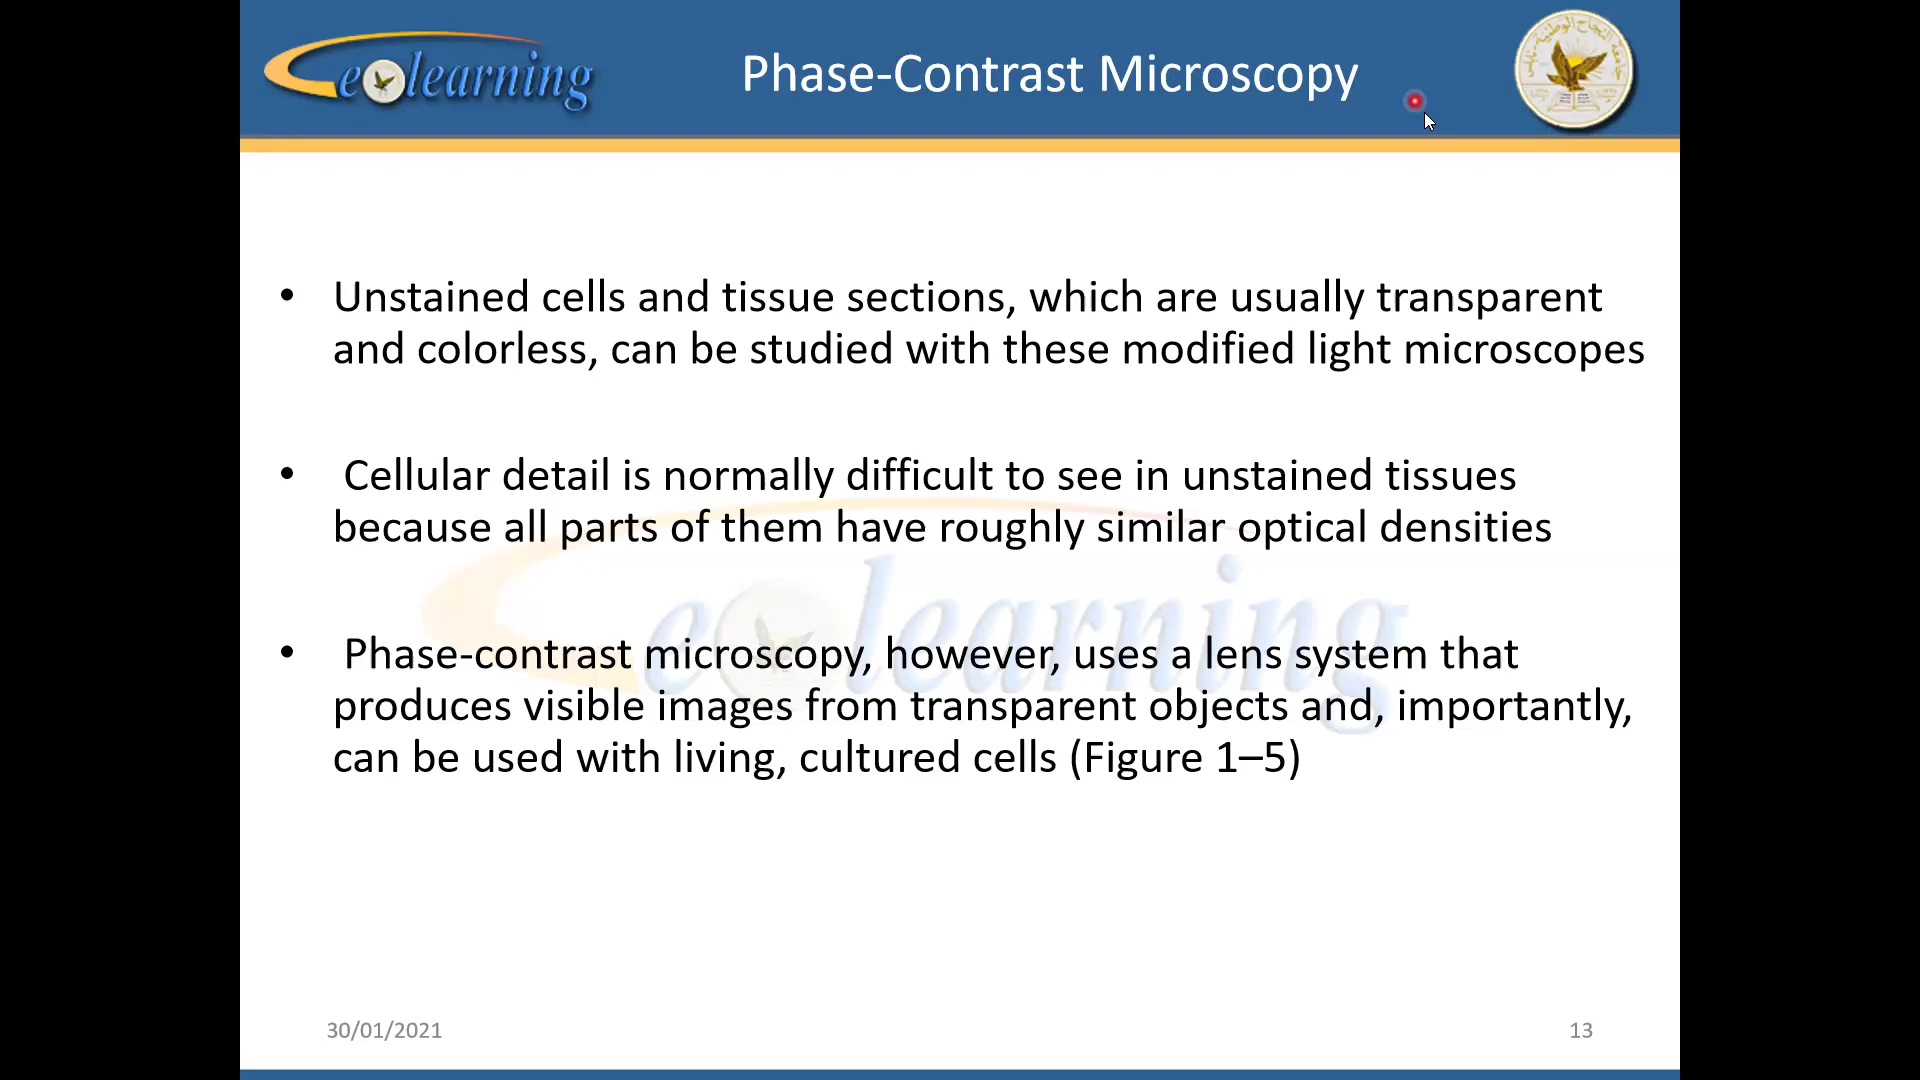 eolearning
Phase-Contrast Microscopy
• Unstained cells and tissue sections, which are usually transparent
and colorless, can be studied with these modified light microscopes
• Cellular detail is normally difficult to see in unstained tissues
because all parts of them have roughly similar optical densities
• Phase-contrast microscopy, however, uses a lens system that
produces visible images from transparent objects and, importantly,
can be used with living, cultured cells (Figure 1–5)
elearning
30/01/2021
13